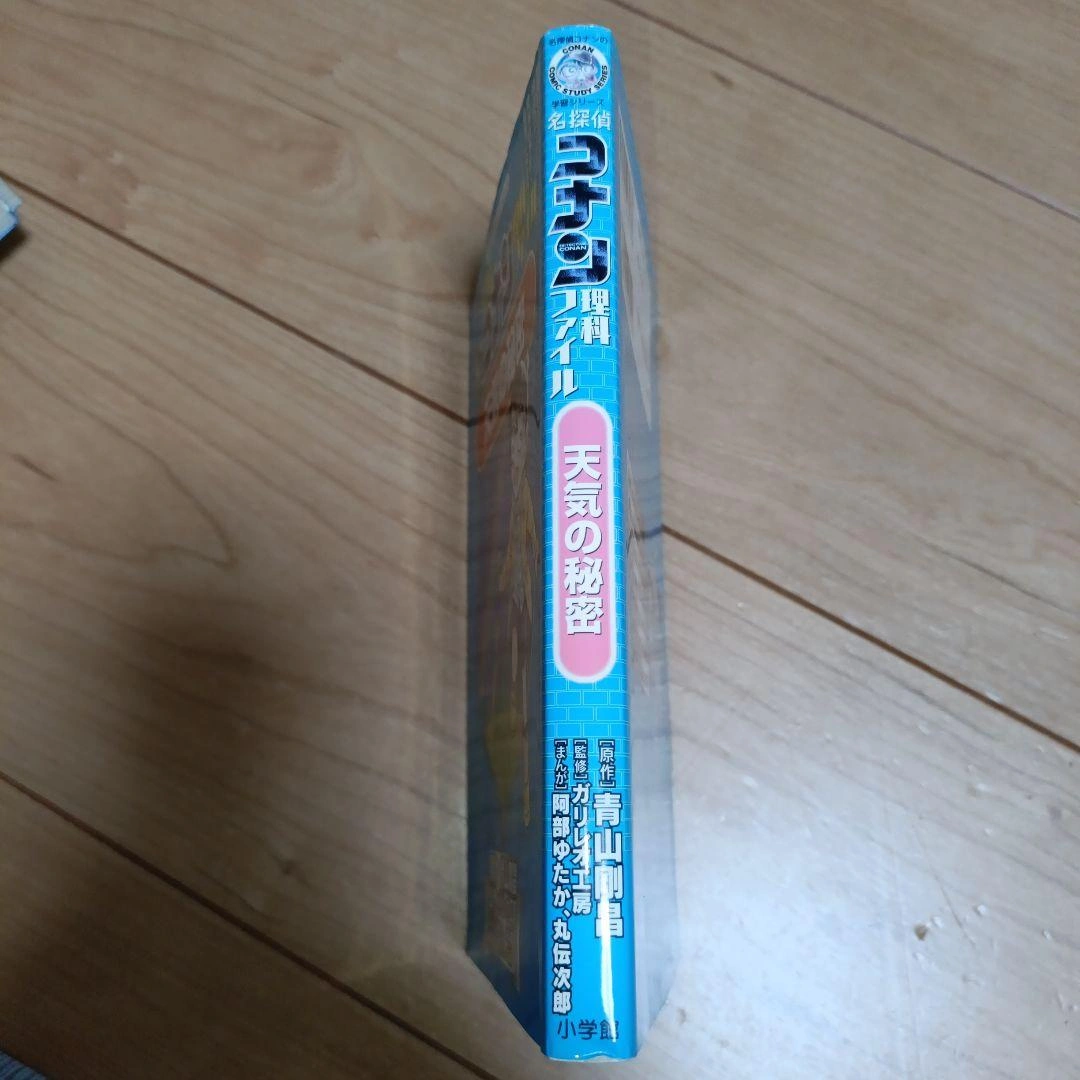 名探偵コナンの
CONAN
COMIC STUDY SERIES
学習シリーズ
名探偵
コナン
DETECTIVE
CONAN
理科
ファイル
天気の秘密
[原作]青山剛昌
[監修]ガリレオ工房
[まんが]阿部ゆたか、丸伝次郎
小学館